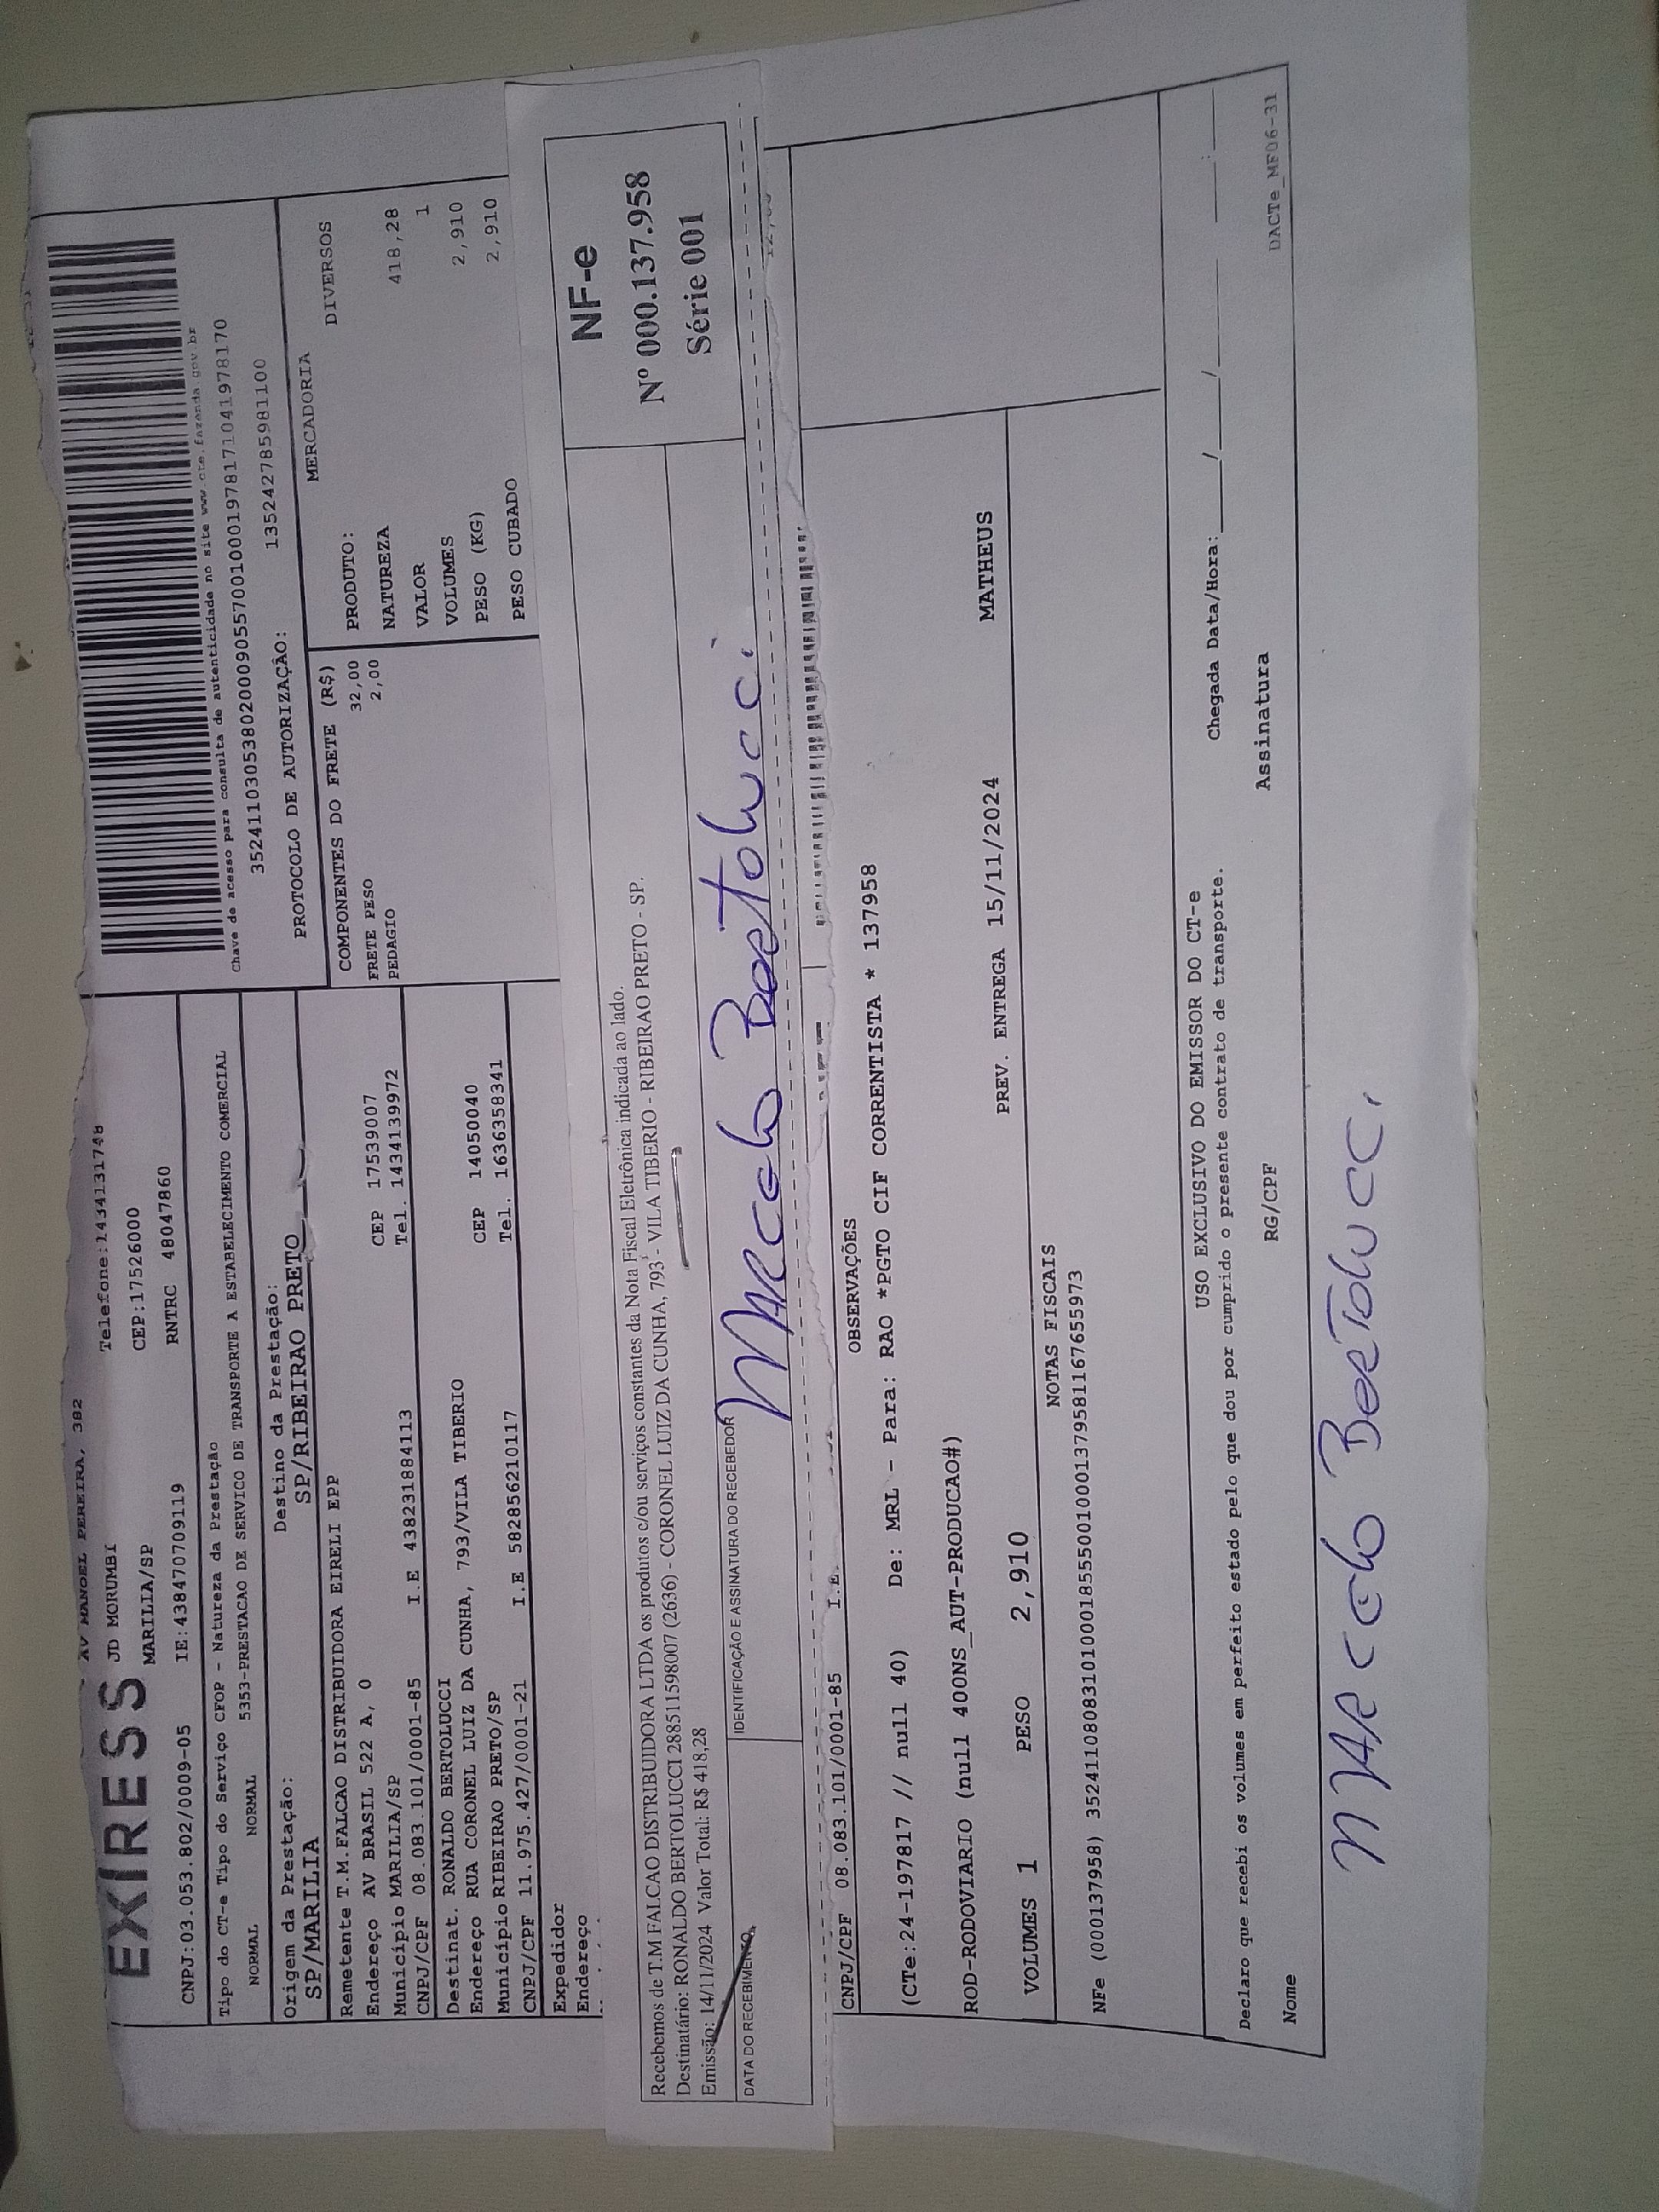 EXPRESS
AV MANOEL PEREIRA, 382
JD MORUMBI
Telefone:1434131748
MARILIA/SP
CEP:17526000
CNPJ:03.053.802/0009-05
IE:438470709119
RNTRC 48047860
Tipo do CT-e Tipo do Serviço CFOP - Natureza da Prestação
NORMAL NORMAL 5353-PRESTACAO DE SERVICO DE TRANSPORTE A ESTABELECIMENTO COMERCIAL
Origem da Prestação: Destino da Prestação:
SP/MARILIA SP/RIBEIRAO PRETO
Chave de acesso para consulta de autenticidade no site www.cte.fazenda.gov.br
35241103053802000905570010001978171041978170
PROTOCOLO DE AUTORIZAÇÃO: 135242785981100
Remetente T.M.FALCAO DISTRIBUIDORA EIRELI EPP
Endereço AV BRASIL 522 A, 0 CEP 17539007
Município MARILIA/SP Tel. 1434139972
CNPJ/CPF 08.083.101/0001-85 I.E 438231884113
Destinat. RONALDO BERTOLUCCI
Endereço RUA CORONEL LUIZ DA CUNHA, 793/VILA TIBERIO CEP 14050040
Município RIBEIRAO PRETO/SP Tel. 1636358341
CNPJ/CPF 11.975.427/0001-21 I.E 582856210117
Expedidor
Endereço
COMPONENTES DO FRETE (R$)
FRETE PESO 32,00
PEDAGIO 2,00
MERCADORIA
PRODUTO: DIVERSOS
NATUREZA
VALOR 418,28
VOLUMES 1
PESO (KG) 2,910
PESO CUBADO 2,910
Recebemos de T.M FALCAO DISTRIBUIDORA LTDA os produtos e/ou serviços constantes da Nota Fiscal Eletrônica indicada ao lado.
Destinatário: RONALDO BERTOLUCCI 28851159807 (2636) - CORONEL LUIZ DA CUNHA, 793 - VILA TIBERIO - RIBEIRAO PRETO - SP.
Emissão: 14/11/2024 Valor Total: R$ 418,28
DATA DO RECEBIMENTO
IDENTIFICAÇÃO E ASSINATURA DO RECEBEDOR
Marcelo Bertolucci
NF-e
Nº 000.137.958
Série 001
CNPJ/CPF 08.083.101/0001-85 I.E
OBSERVAÇÕES
(CTe:24-197817 // null 40) De: MRL - Para: RAO *PGTO CIF CORRENTISTA * 137958
ROD-RODOVIARIO (null 400NS_AUT-PRODUCAO#)
PREV. ENTREGA 15/11/2024 MATHEUS
VOLUMES 1 PESO 2,910
NOTAS FISCAIS
NFe (000137958) 35241108083101000185550010001379581167655973
USO EXCLUSIVO DO EMISSOR DO CT-e
Declaro que recebi os volumes em perfeito estado pelo que dou por cumprido o presente contrato de transporte.
Chegada Data/Hora: ___/___/___ ___:___
Nome RG/CPF Assinatura
DACTe_MF06-31
Marcelo Bertolucci